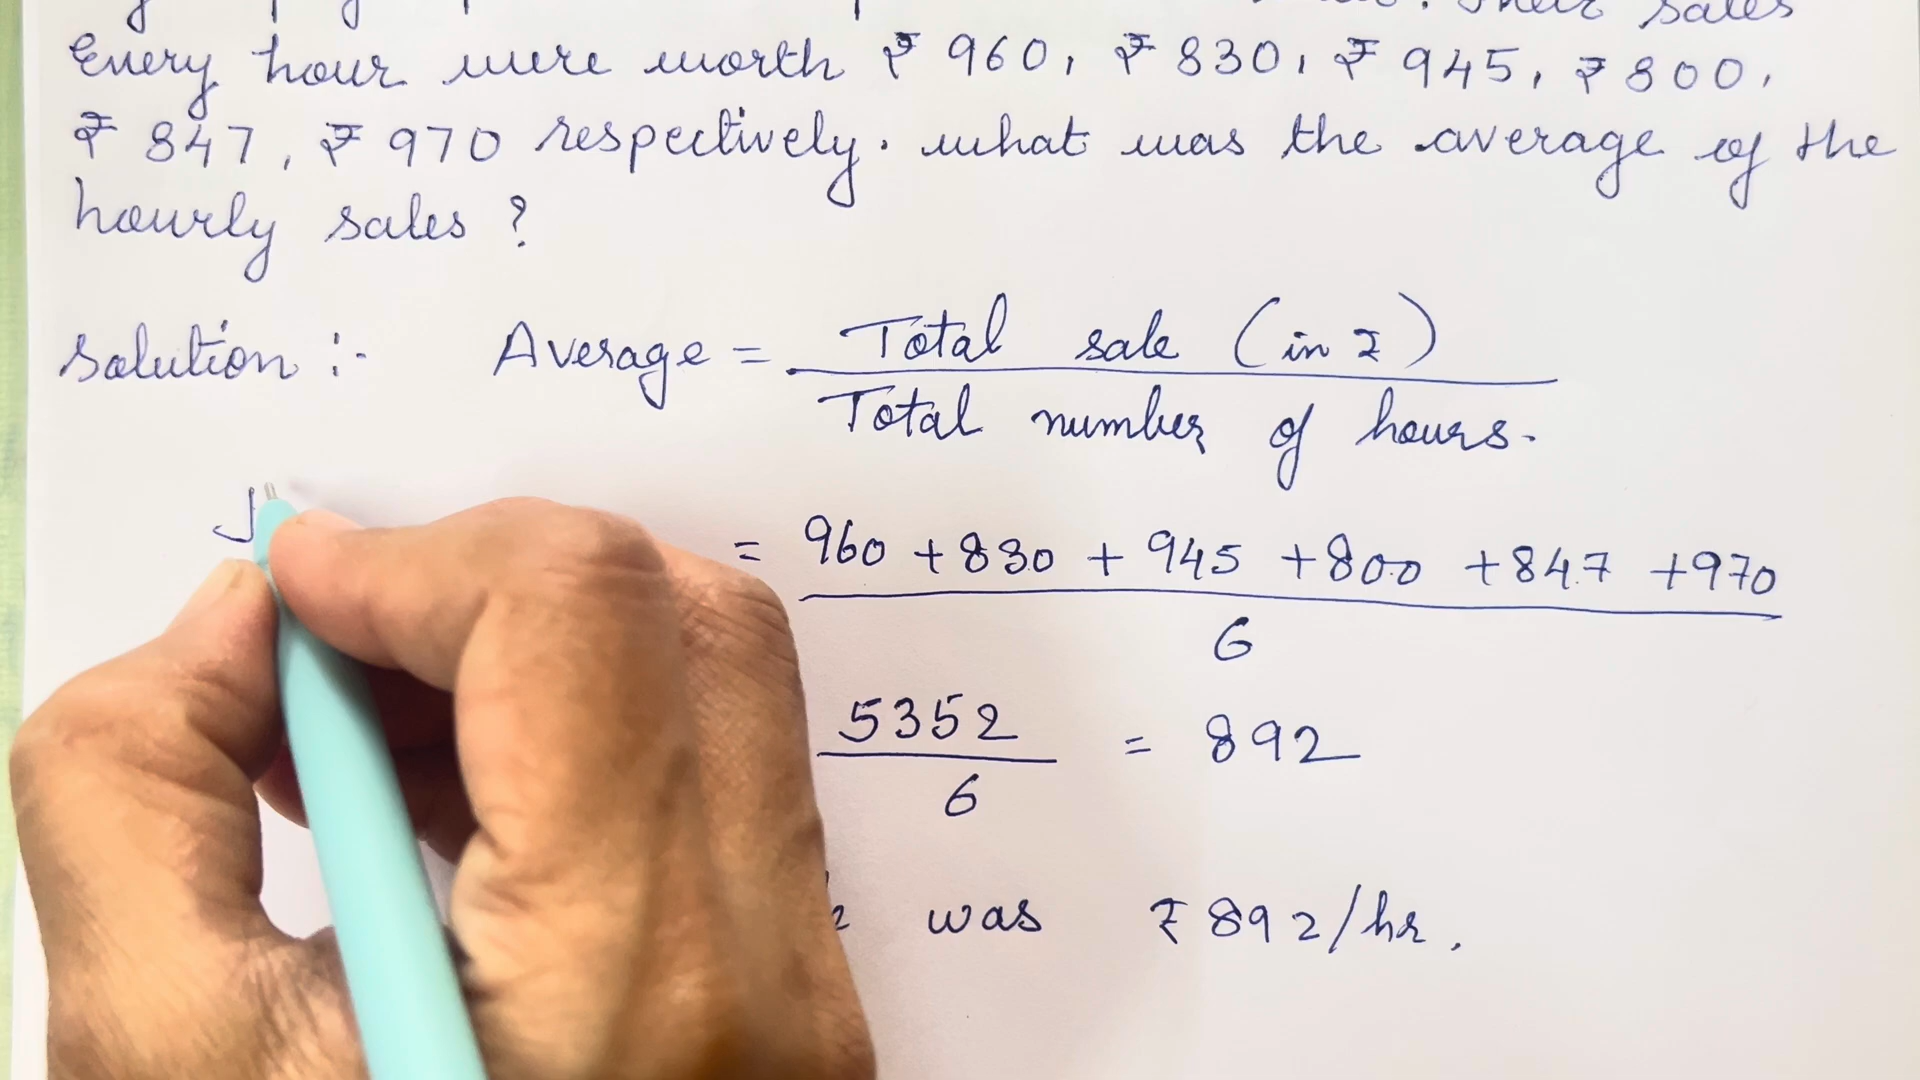 Their sales
Every hour were worth ₹ 960, ₹ 830, ₹ 945, ₹ 800,
₹ 847, ₹ 970 respectively. what was the average of the
hourly sales ?
Solution :- Average = Total sale (in ₹)
Total number of hours.
= 960 + 830 + 945 + 800 + 847 + 970
6
5352 = 892
6
was ₹ 892/hr.